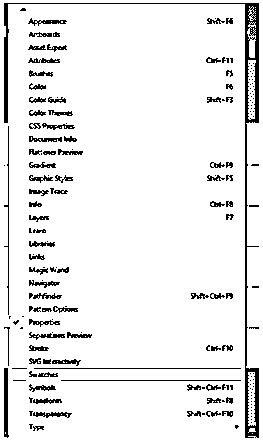 Appearance Shift+F6
Artboards
Asset Export
Attributes Ctrl+F11
Brushes F5
Color F6
Color Guide Shift+F3
Color Themes
CSS Properties
Document Info
Flattener Preview
Gradient Ctrl+F9
Graphic Styles Shift+F5
Image Trace
Info Ctrl+F8
Layers F7
Learn
Libraries
Links
Magic Wand
Navigator
Pathfinder Shift+Ctrl+F9
Pattern Options
Properties
Separations Preview
Stroke Ctrl+F10
SVG Interactivity
Swatches
Symbols Shift+Ctrl+F11
Transform Shift+F8
Transparency Shift+Ctrl+F10
Type